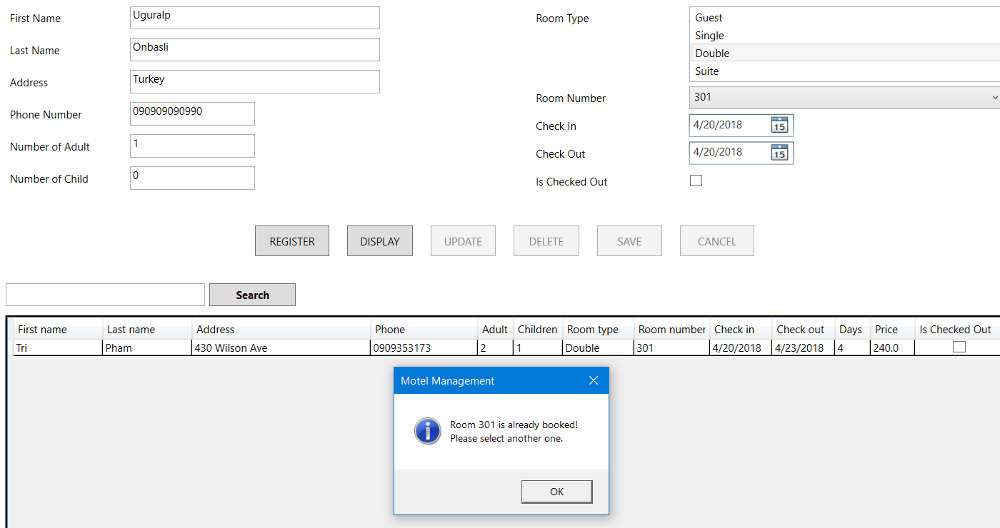 First Name Uguralp
Last Name Onbasli
Address Turkey
Phone Number 090909090990
Number of Adult 1
Number of Child 0
Room Type Guest
Single
Double
Suite
Room Number 301
Check In 4/20/2018 15
Check Out 4/20/2018 15
Is Checked Out
REGISTER DISPLAY UPDATE DELETE SAVE CANCEL
Search
First name Last name Address Phone Adult Children Room type Room number Check in Check out Days Price Is Checked Out
Tri Pham 430 Wilson Ave 0909353173 2 1 Double 301 4/20/2018 4/23/2018 4 240.0
Motel Management
Room 301 is already booked!
Please select another one.
OK